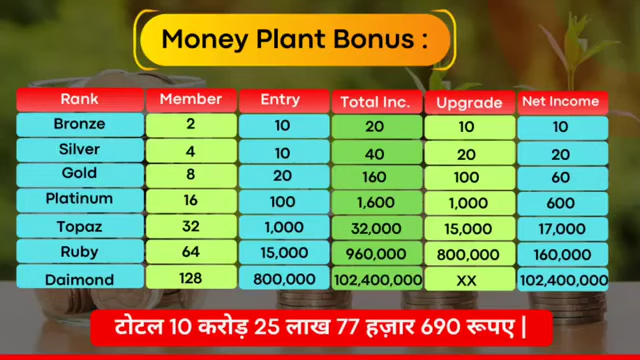 Money Plant Bonus :
Rank Member Entry Total Inc. Upgrade Net Income
Bronze 2 10 20 10 10
Silver 4 10 40 20 20
Gold 8 20 160 100 60
Platinum 16 100 1,600 1,000 600
Topaz 32 1,000 32,000 15,000 17,000
Ruby 64 15,000 960,000 800,000 160,000
Daimond 128 800,000 102,400,000 XX 102,400,000
टोटल 10 करोड़ 25 लाख 77 हज़ार 690 रूपए |